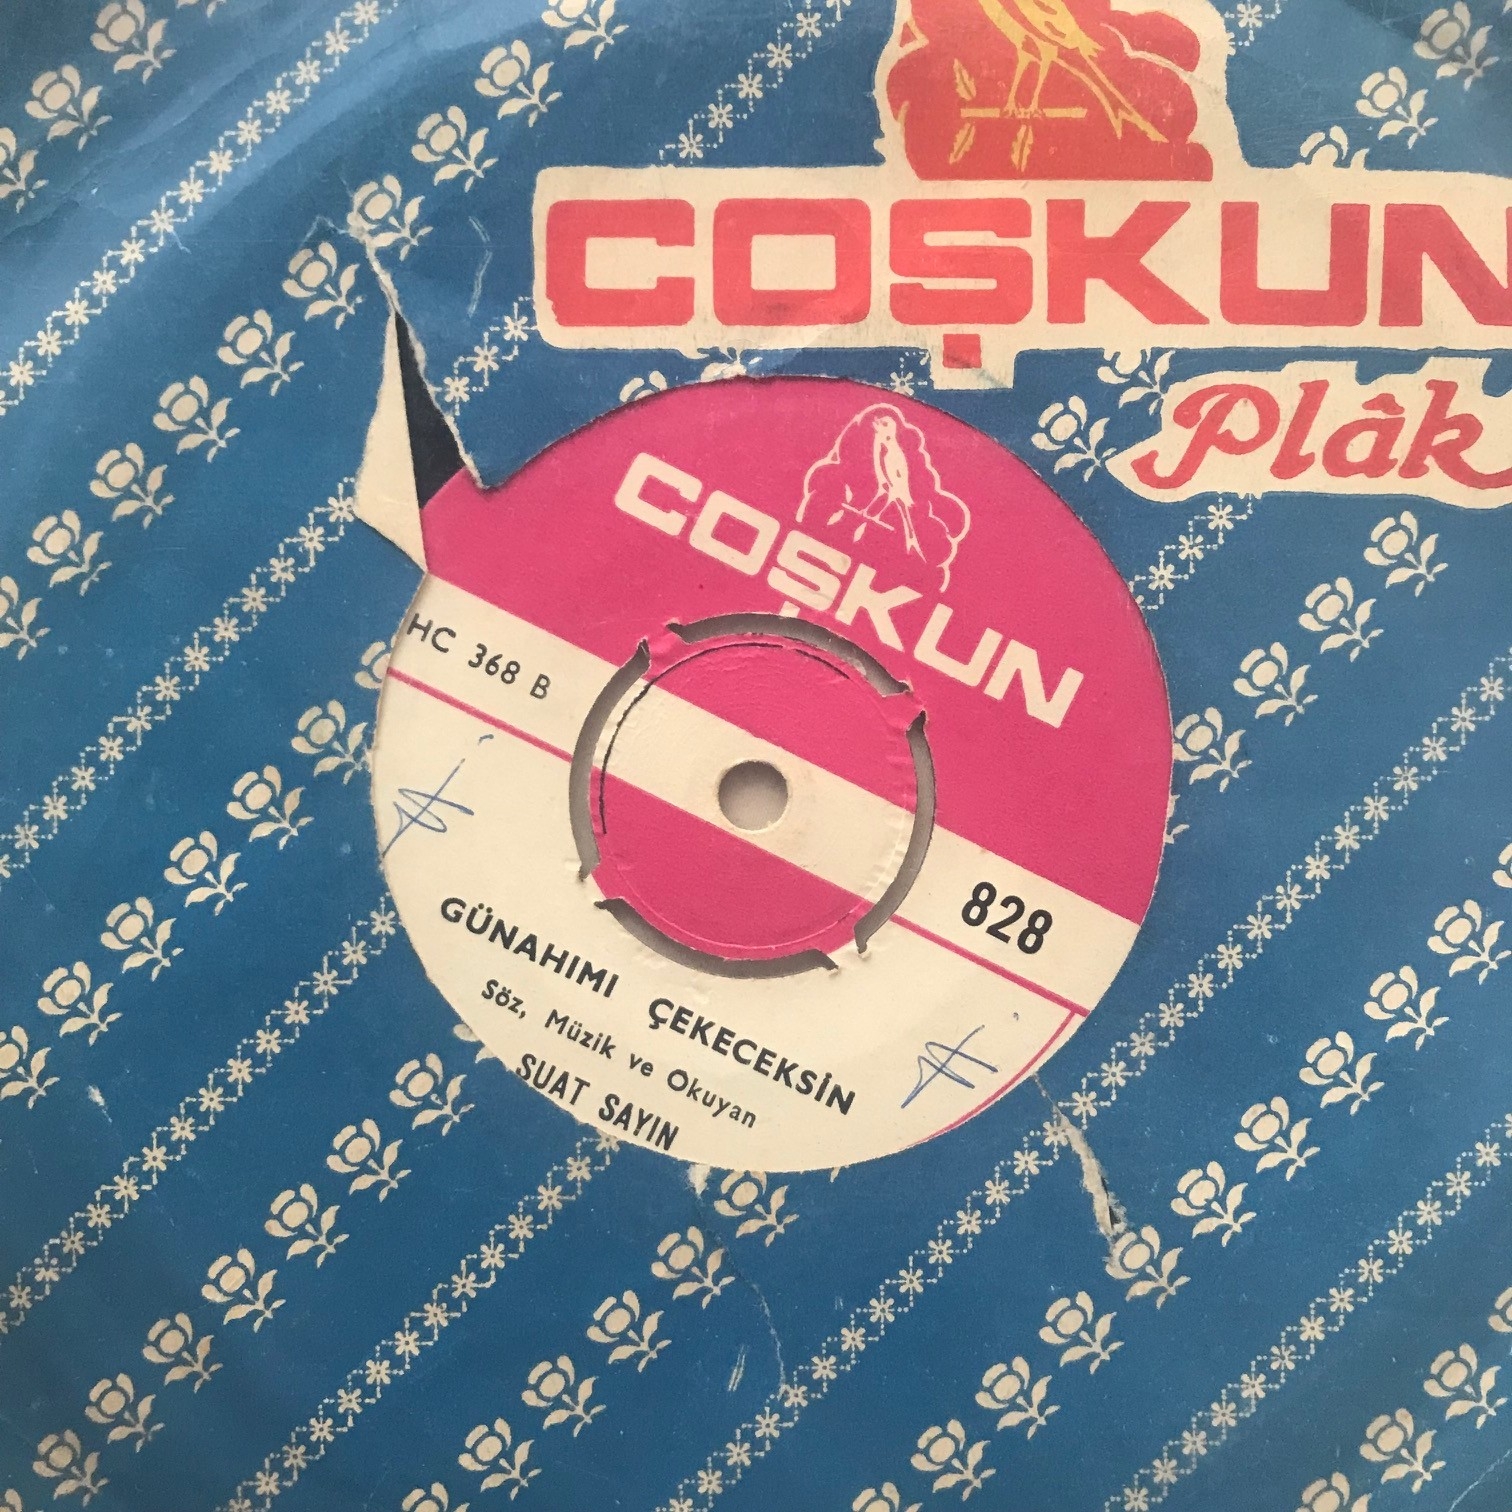 COŞKUN
Plâk
COŞKUN
HC 368 B
828
GÜNAHIMI ÇEKECEKSİN
Söz, Müzik ve Okuyan
SUAT SAYIN